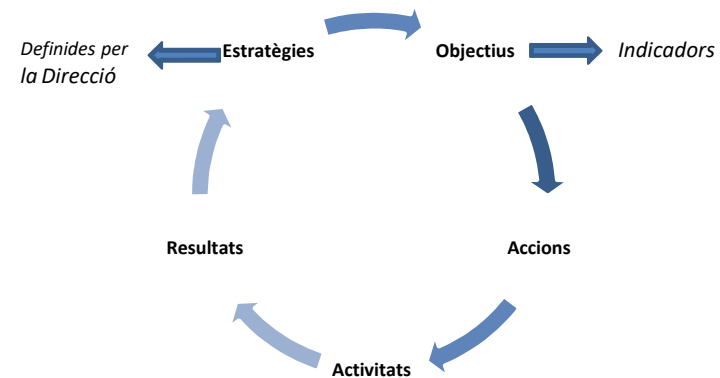 Definides per
la Direcció
Estratègies
Objectius
Indicadors
Resultats
Accions
Activitats